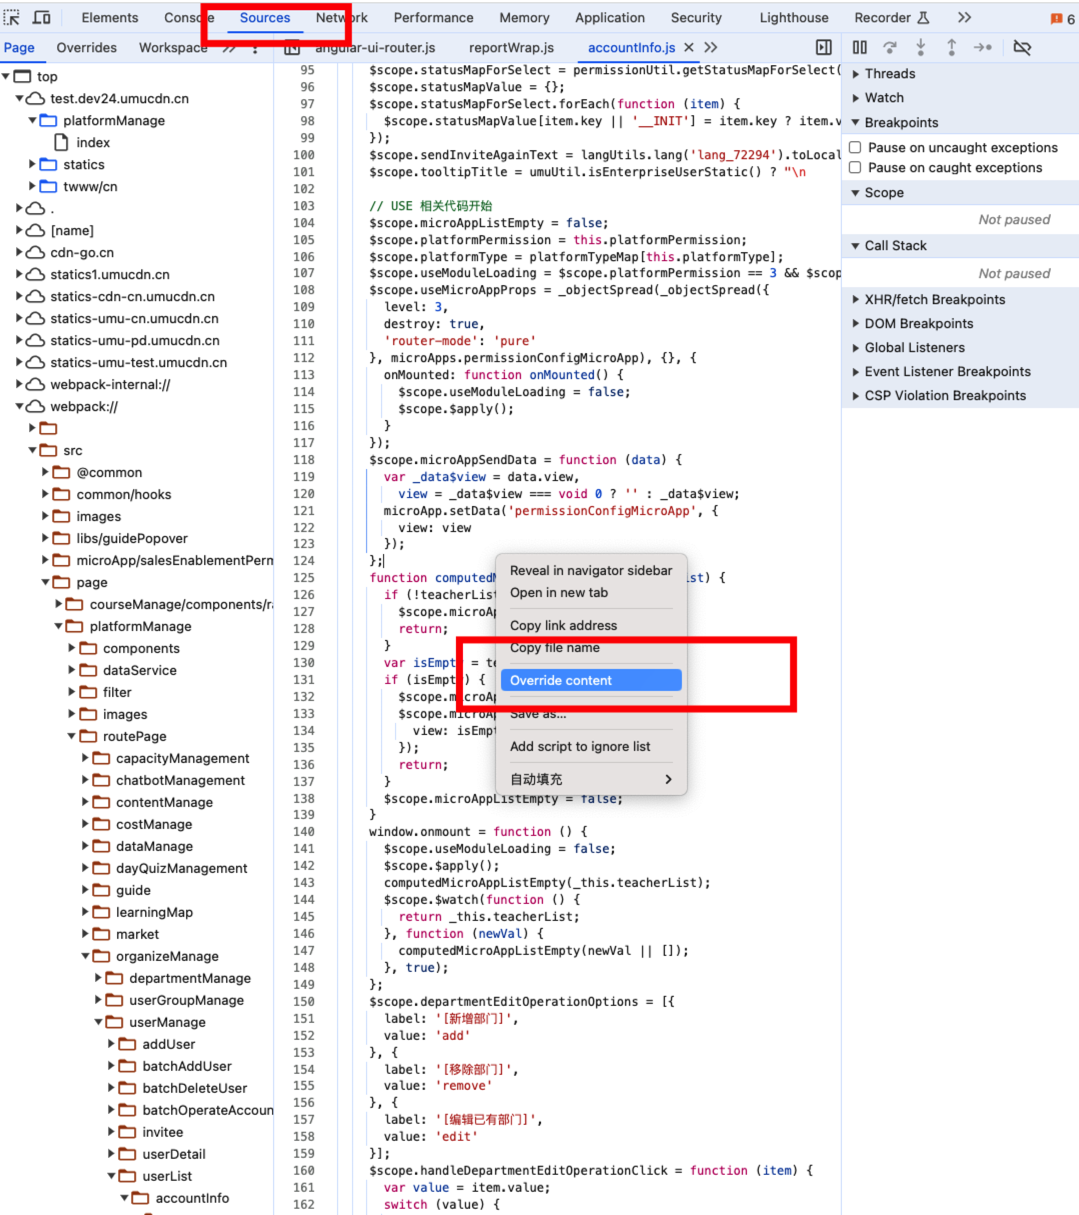 Elements Console Sources Network Performance Memory Application Security Lighthouse Recorder 6
Page Overrides Workspace
angular-ui-router.js reportWrap.js accountInfo.js
top
test.dev24.umucdn.cn
platformManage
index
statics
twww/cn
.
[name]
cdn-go.cn
statics1.umucdn.cn
statics-cdn-cn.umucdn.cn
statics-umu-cn.umucdn.cn
statics-umu-pd.umucdn.cn
statics-umu-test.umucdn.cn
webpack-internal://
webpack://
src
@common
common/hooks
images
libs/guidePopover
microApp/salesEnablementPerm
page
courseManage/components/ra
platformManage
components
dataService
filter
images
routePage
capacityManagement
chatbotManagement
contentManage
costManage
dataManage
dayQuizManagement
guide
learningMap
market
organizeManage
departmentManage
userGroupManage
userManage
addUser
batchAddUser
batchDeleteUser
batchOperateAccoun
invitee
userDetail
userList
accountInfo
95 $scope.statusMapForSelect = permissionUtil.getStatusMapForSelect(
96 $scope.statusMapValue = {};
97 $scope.statusMapForSelect.forEach(function (item) {
98 $scope.statusMapValue[item.key || '__INIT'] = item.key ? item.v
99 });
100 $scope.sendInviteAgainText = langUtils.lang('lang_72294').toLocal
101 $scope.tooltipTitle = umuUtil.isEnterpriseUserStatic() ? "\n
102
103 // USE 相关代码开始
104 $scope.microAppListEmpty = false;
105 $scope.platformPermission = this.platformPermission;
106 $scope.platformType = platformTypeMap[this.platformType];
107 $scope.useModuleLoading = $scope.platformPermission == 3 && $scop
108 $scope.useMicroAppProps = _objectSpread(_objectSpread({
109 level: 3,
110 destroy: true,
111 'router-mode': 'pure'
112 }, microApps.permissionConfigMicroApp), {}, {
113 onMounted: function onMounted() {
114 $scope.useModuleLoading = false;
115 $scope.$apply();
116 }
117 });
118 $scope.microAppSendData = function (data) {
119 var _data$view = data.view,
120 view = _data$view === void 0 ? '' : _data$view;
121 microApp.setData('permissionConfigMicroApp', {
122 view: view
123 });
124 };
125 function computedM st) {
126 if (!teacherList
127 $scope.microAp
128 return;
129 }
130 var isEmpty = te
131 if (isEmpty) {
132 $scope.microAp
133 $scope.microAp
134 view: isEmpt
135 });
136 return;
137 }
138 $scope.microAppListEmpty = false;
139 }
140 window.onmount = function () {
141 $scope.useModuleLoading = false;
142 $scope.$apply();
143 computedMicroAppListEmpty(_this.teacherList);
144 $scope.$watch(function () {
145 return _this.teacherList;
146 }, function (newVal) {
147 computedMicroAppListEmpty(newVal || []);
148 }, true);
149 };
150 $scope.departmentEditOperationOptions = [{
151 label: '[新增部门]',
152 value: 'add'
153 }, {
154 label: '[移除部门]',
155 value: 'remove'
156 }, {
157 label: '[编辑已有部门]',
158 value: 'edit'
159 }];
160 $scope.handleDepartmentEditOperationClick = function (item) {
161 var value = item.value;
162 switch (value) {
Reveal in navigator sidebar
Open in new tab
Copy link address
Copy file name
Override content
Save as...
Add script to ignore list
自动填充
Threads
Watch
Breakpoints
Pause on uncaught exceptions
Pause on caught exceptions
Scope
Not paused
Call Stack
Not paused
XHR/fetch Breakpoints
DOM Breakpoints
Global Listeners
Event Listener Breakpoints
CSP Violation Breakpoints